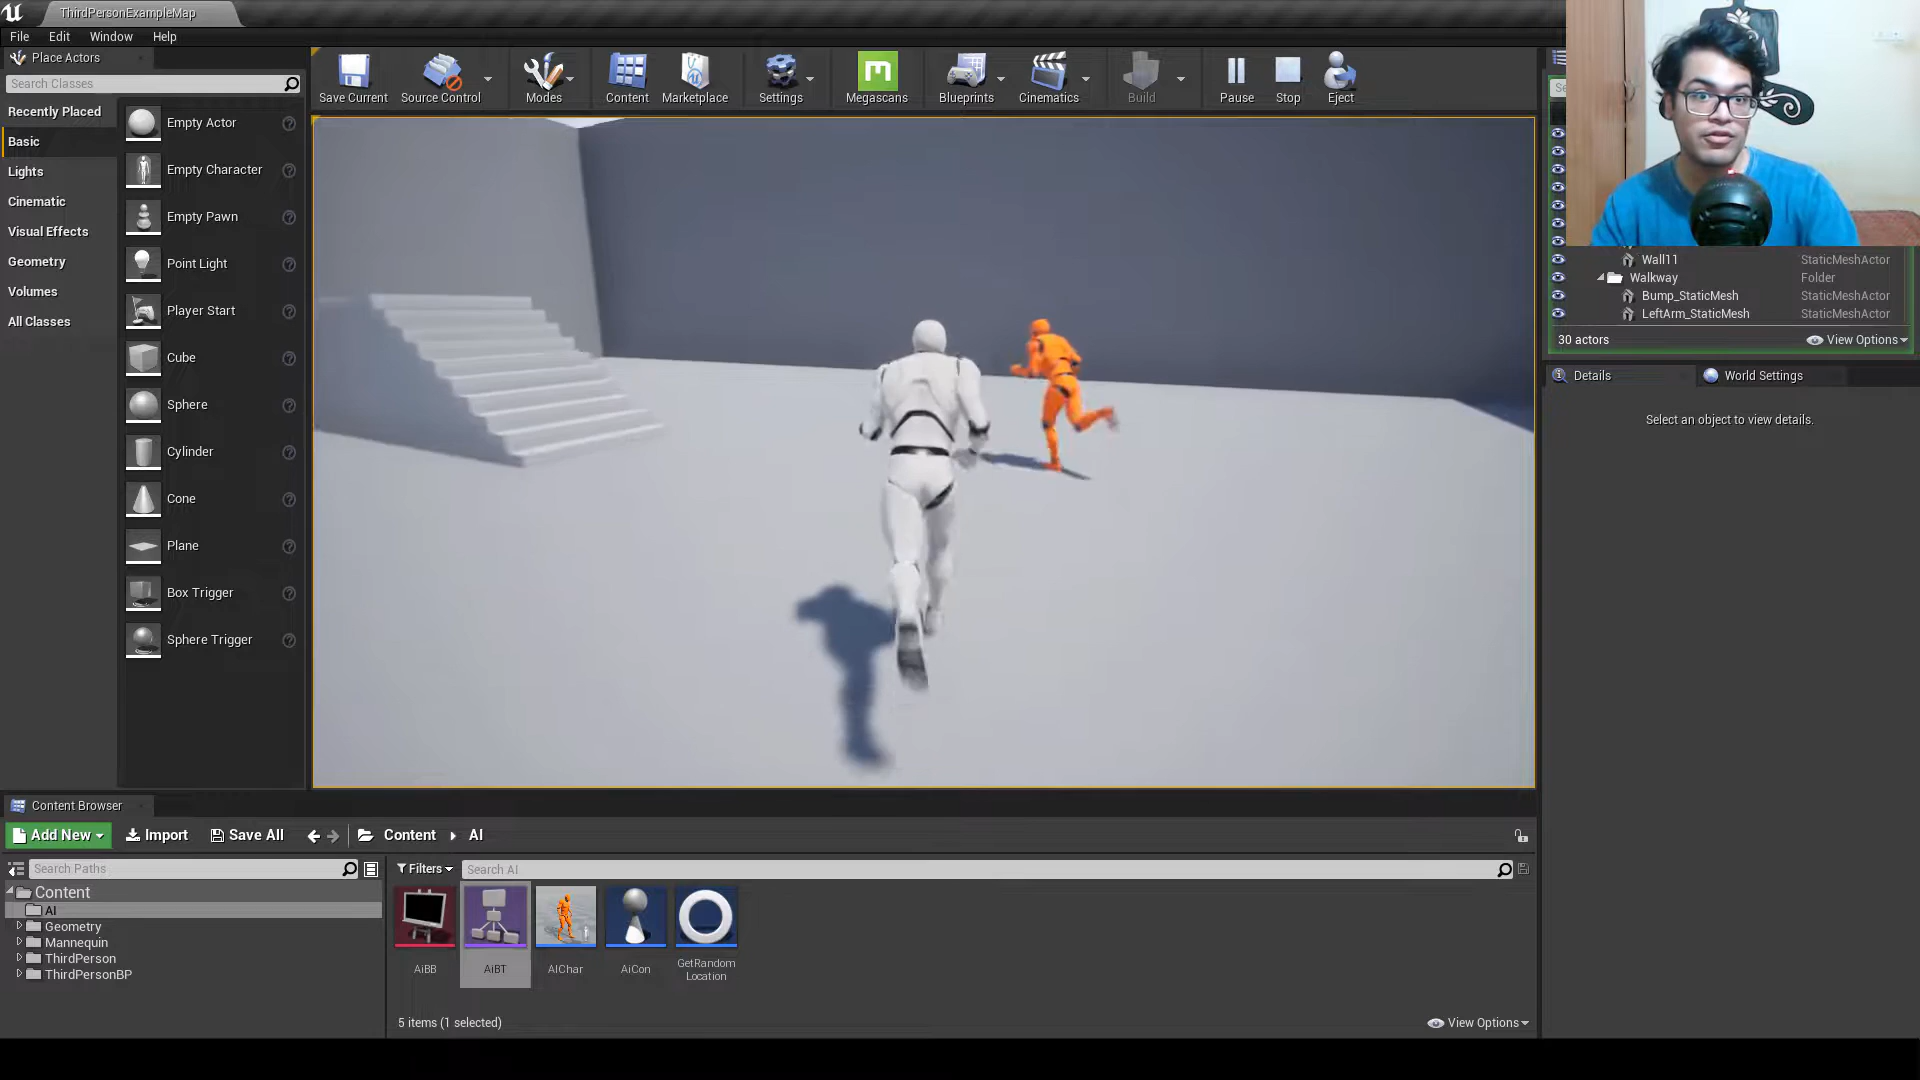 ThirdPersonExampleMap
File Edit Window Help
Place Actors
Search Classes
Recently Placed
Basic
Lights
Cinematic
Visual Effects
Geometry
Volumes
All Classes
Empty Actor
Empty Character
Empty Pawn
Point Light
Player Start
Cube
Sphere
Cylinder
Cone
Plane
Box Trigger
Sphere Trigger
Save Current
Source Control
Modes
Content
Marketplace
Settings
Megascans
Blueprints
Cinematics
Build
Pause
Stop
Eject
Wall11 StaticMeshActor
Walkway Folder
Bump_StaticMesh StaticMeshActor
LeftArm_StaticMesh StaticMeshActor
30 actors View Options
Details World Settings
Select an object to view details.
Content Browser
Add New Import Save All Content AI
Search Paths
Content
AI
Geometry
Mannequin
ThirdPerson
ThirdPersonBP
Filters Search AI
AiBB
AiBT
AIChar
AiCon
GetRandom
Location
5 items (1 selected) View Options